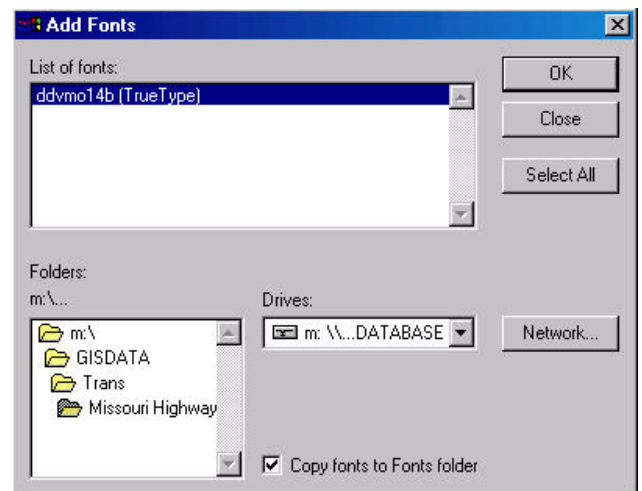 Add Fonts
List of fonts:
ddvmo14b (TrueType)
OK
Close
Select All
Folders:
m:\...
m:\
GISDATA
Trans
Missouri Highway
Drives:
m: \\...DATABASE
Network...
Copy fonts to Fonts folder